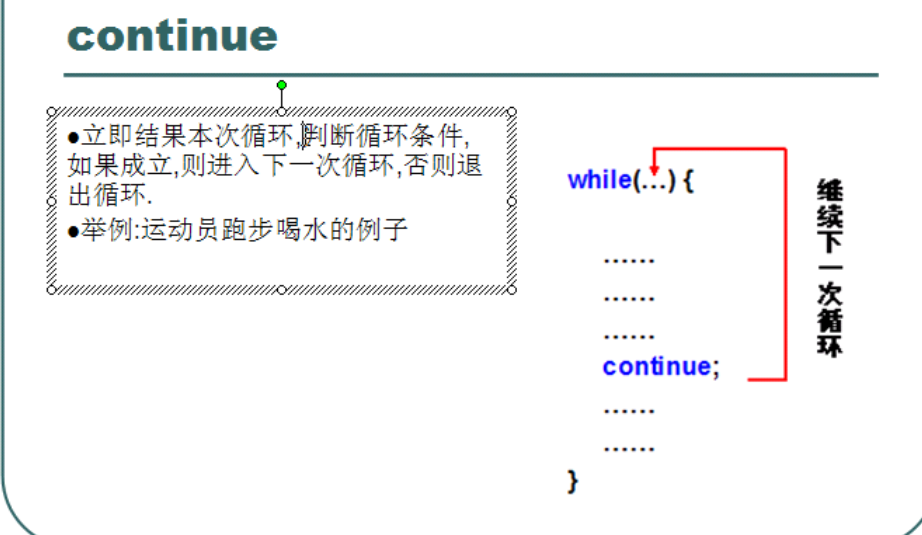 continue
●立即结果本次循环,判断循环条件,
如果成立,则进入下一次循环,否则退
出循环.
●举例:运动员跑步喝水的例子
while(…) {
……
……
……
continue;
……
……
}
继续下一次循环